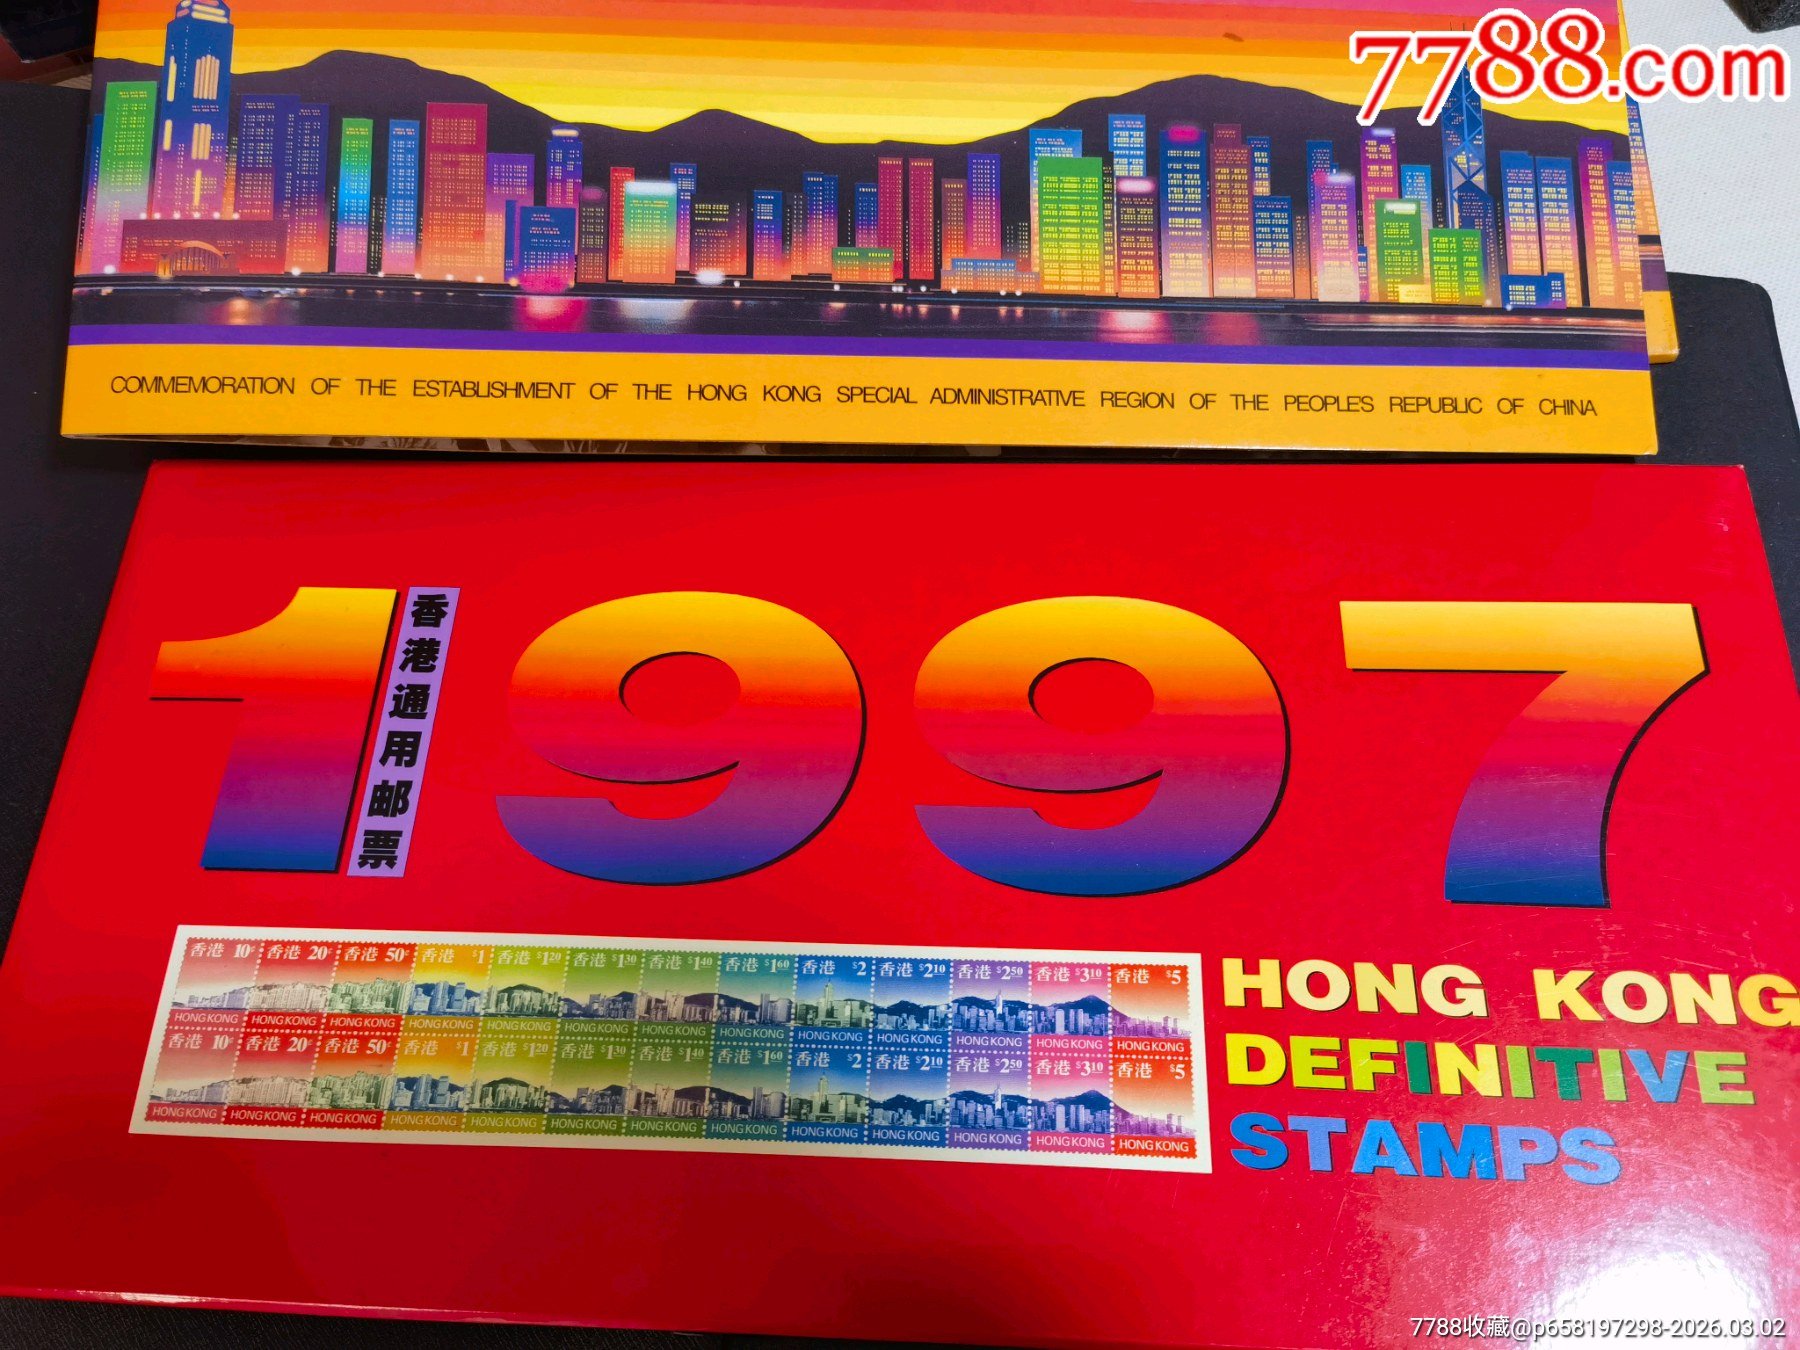 7788.com
COMMEMORATION OF THE ESTABLISHMENT OF THE HONG KONG SPECIAL ADMINISTRATIVE REGION OF THE PEOPLE'S REPUBLIC OF CHINA
1997
香港通用邮票
香港 10¢ 香港 20¢ 香港 50¢ 香港 $1 香港 $1.20 香港 $1.30 香港 $1.40 香港 $1.60 香港 $2 香港 $2.10 香港 $2.50 香港 $3.10 香港 $5
HONG KONG HONG KONG HONG KONG HONG KONG HONG KONG HONG KONG HONG KONG HONG KONG HONG KONG HONG KONG HONG KONG HONG KONG HONG KONG
香港 10¢ 香港 20¢ 香港 50¢ 香港 $1 香港 $1.20 香港 $1.30 香港 $1.40 香港 $1.60 香港 $2 香港 $2.10 香港 $2.50 香港 $3.10 香港 $5
HONG KONG HONG KONG HONG KONG HONG KONG HONG KONG HONG KONG HONG KONG HONG KONG HONG KONG HONG KONG HONG KONG HONG KONG HONG KONG
HONG KONG
DEFINITIVE
STAMPS
7788收藏@p658197298-2026.03.02